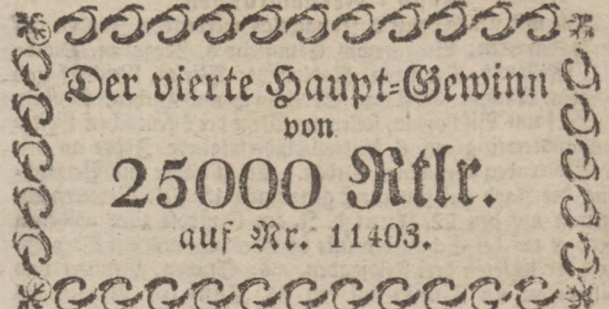 Der vierte Haupt-Gewinn
von
25000 Rtlr.
auf Nr. 11403.